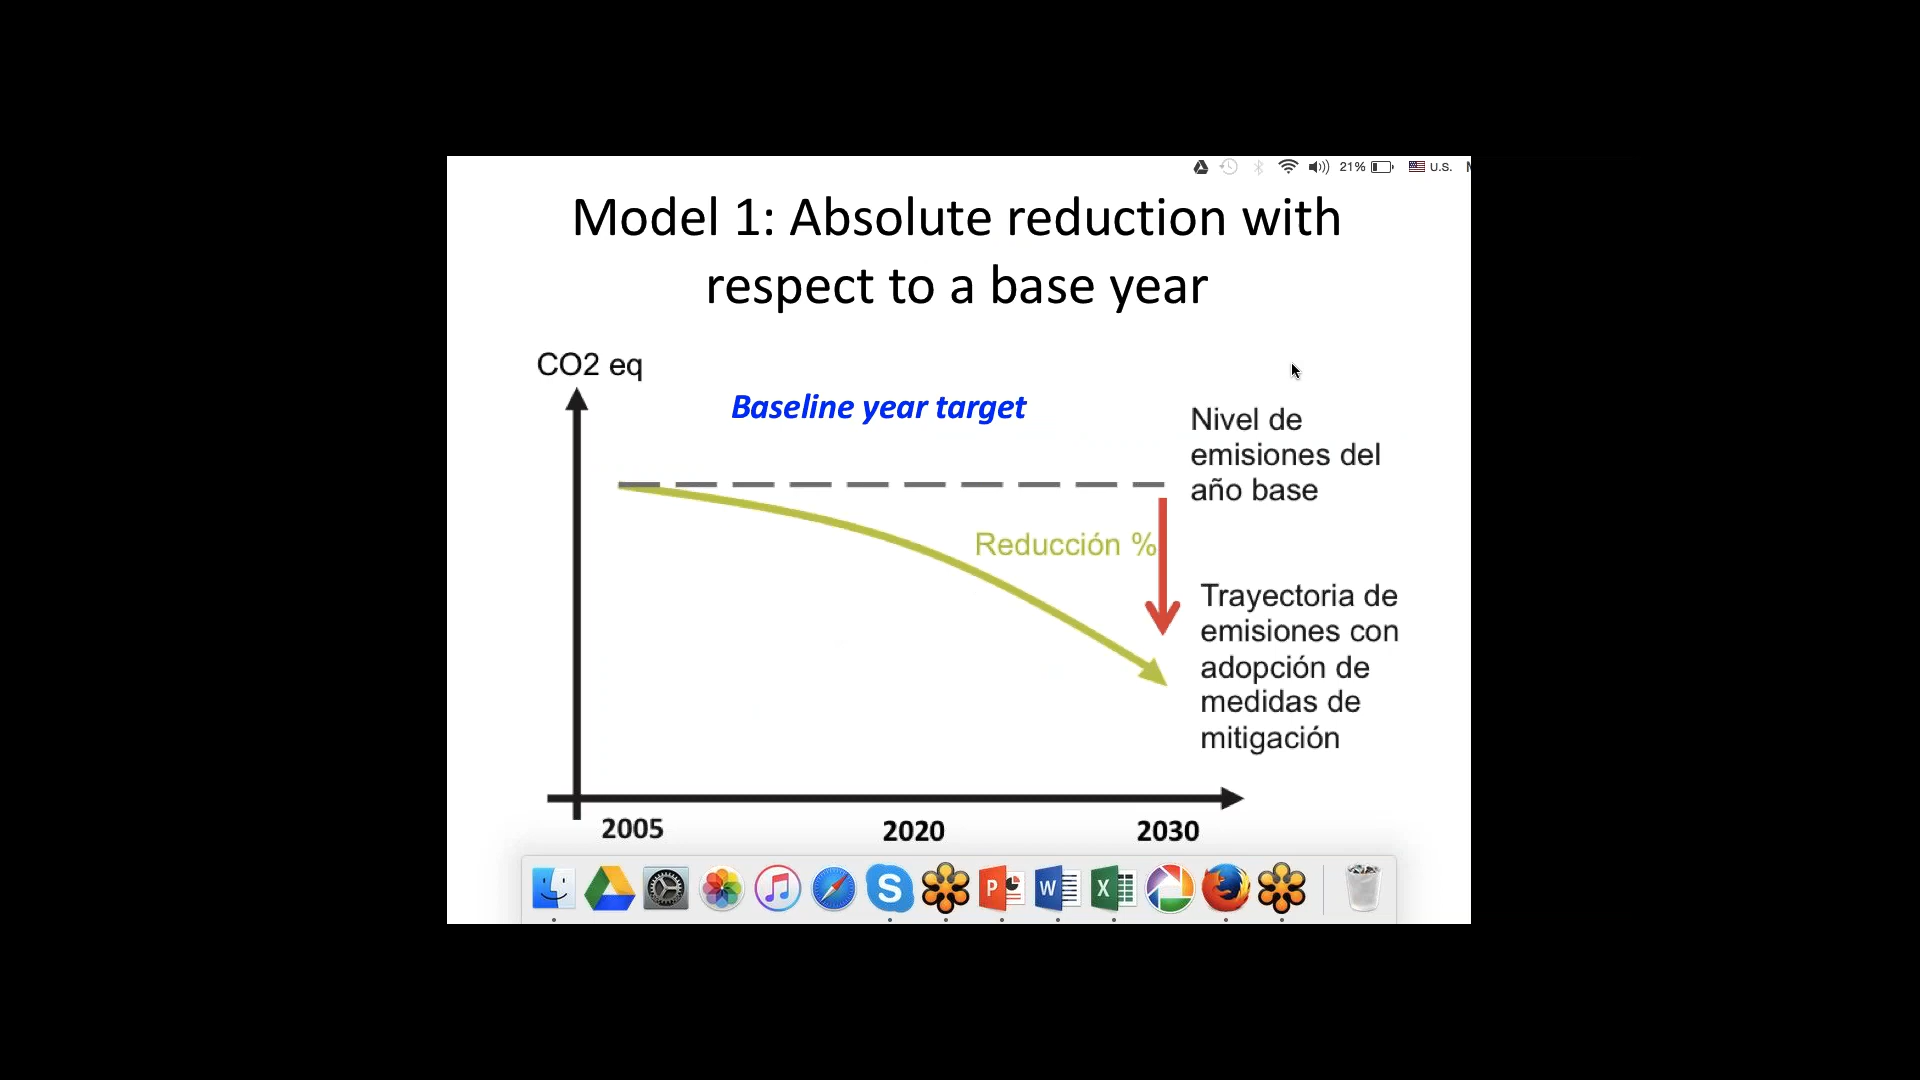 21%
U.S.
Model 1: Absolute reduction with
respect to a base year
CO2 eq
Baseline year target
Nivel de
emisiones del
año base
Reducción %
Trayectoria de
emisiones con
adopción de
medidas de
mitigación
2005
2020
2030
S
P
W
X